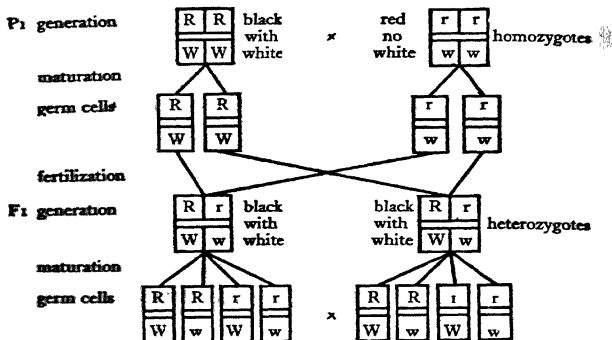 P1 generation R R black red r r
with × no homozygotes
W W white white w w
maturation
germ cells R R r r
W W w w
fertilization
F1 generation R r black black R r
with with heterozygotes
W w white white W w
maturation
germ cells R R r r × R R r r
W w W w W w W w